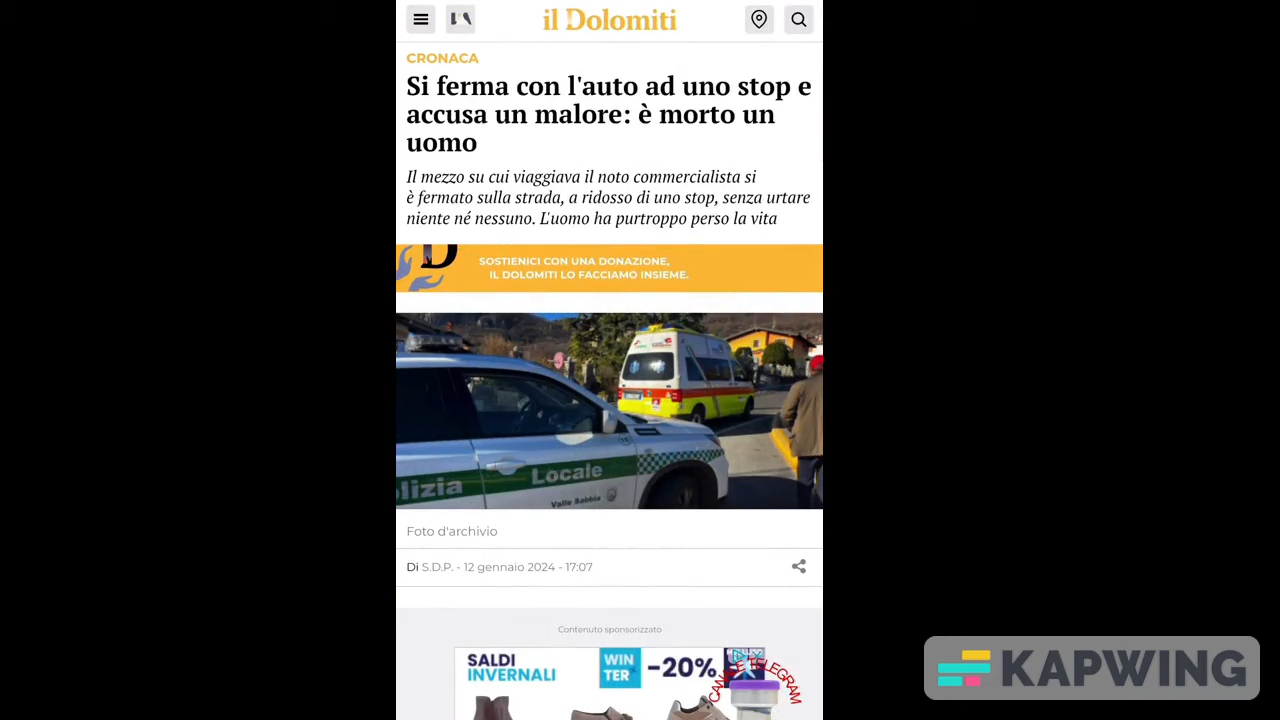 il Dolomiti
CRONACA
Si ferma con l'auto ad uno stop e
accusa un malore: è morto un
uomo
Il mezzo su cui viaggiava il noto commercialista si
è fermato sulla strada, a ridosso di uno stop, senza urtare
niente né nessuno. L'uomo ha purtroppo perso la vita
D
SOSTIENICI CON UNA DONAZIONE,
IL DOLOMITI LO FACCIAMO INSIEME.
olizia Locale
Valle Sabbia
Foto d'archivio
Di S.D.P. - 12 gennaio 2024 - 17:07
Contenuto sponsorizzato
SALDI
INVERNALI
WIN
TER
-20%
CANALE TELEGRAM
KAPWING